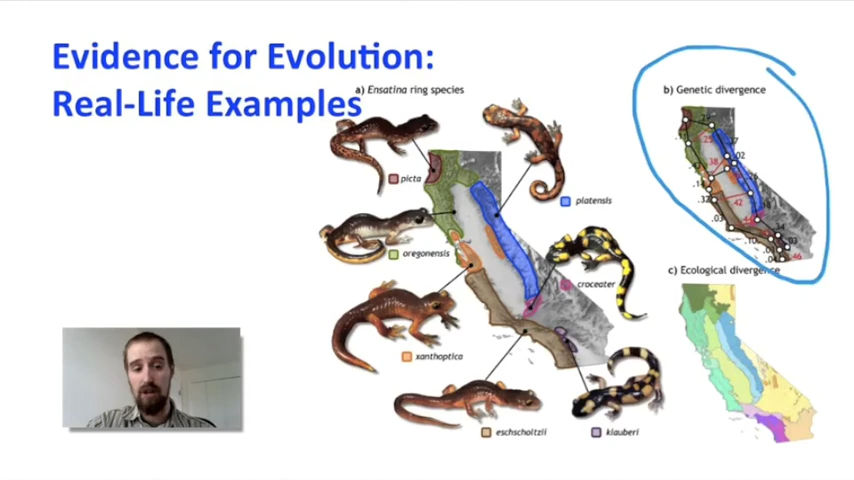 Evidence for Evolution:
Real-Life Examples
a) Ensatina ring species
picta
platensis
oregonensis
croceater
xanthoptica
eschscholtzii
klauberi
b) Genetic divergence
c) Ecological divergence